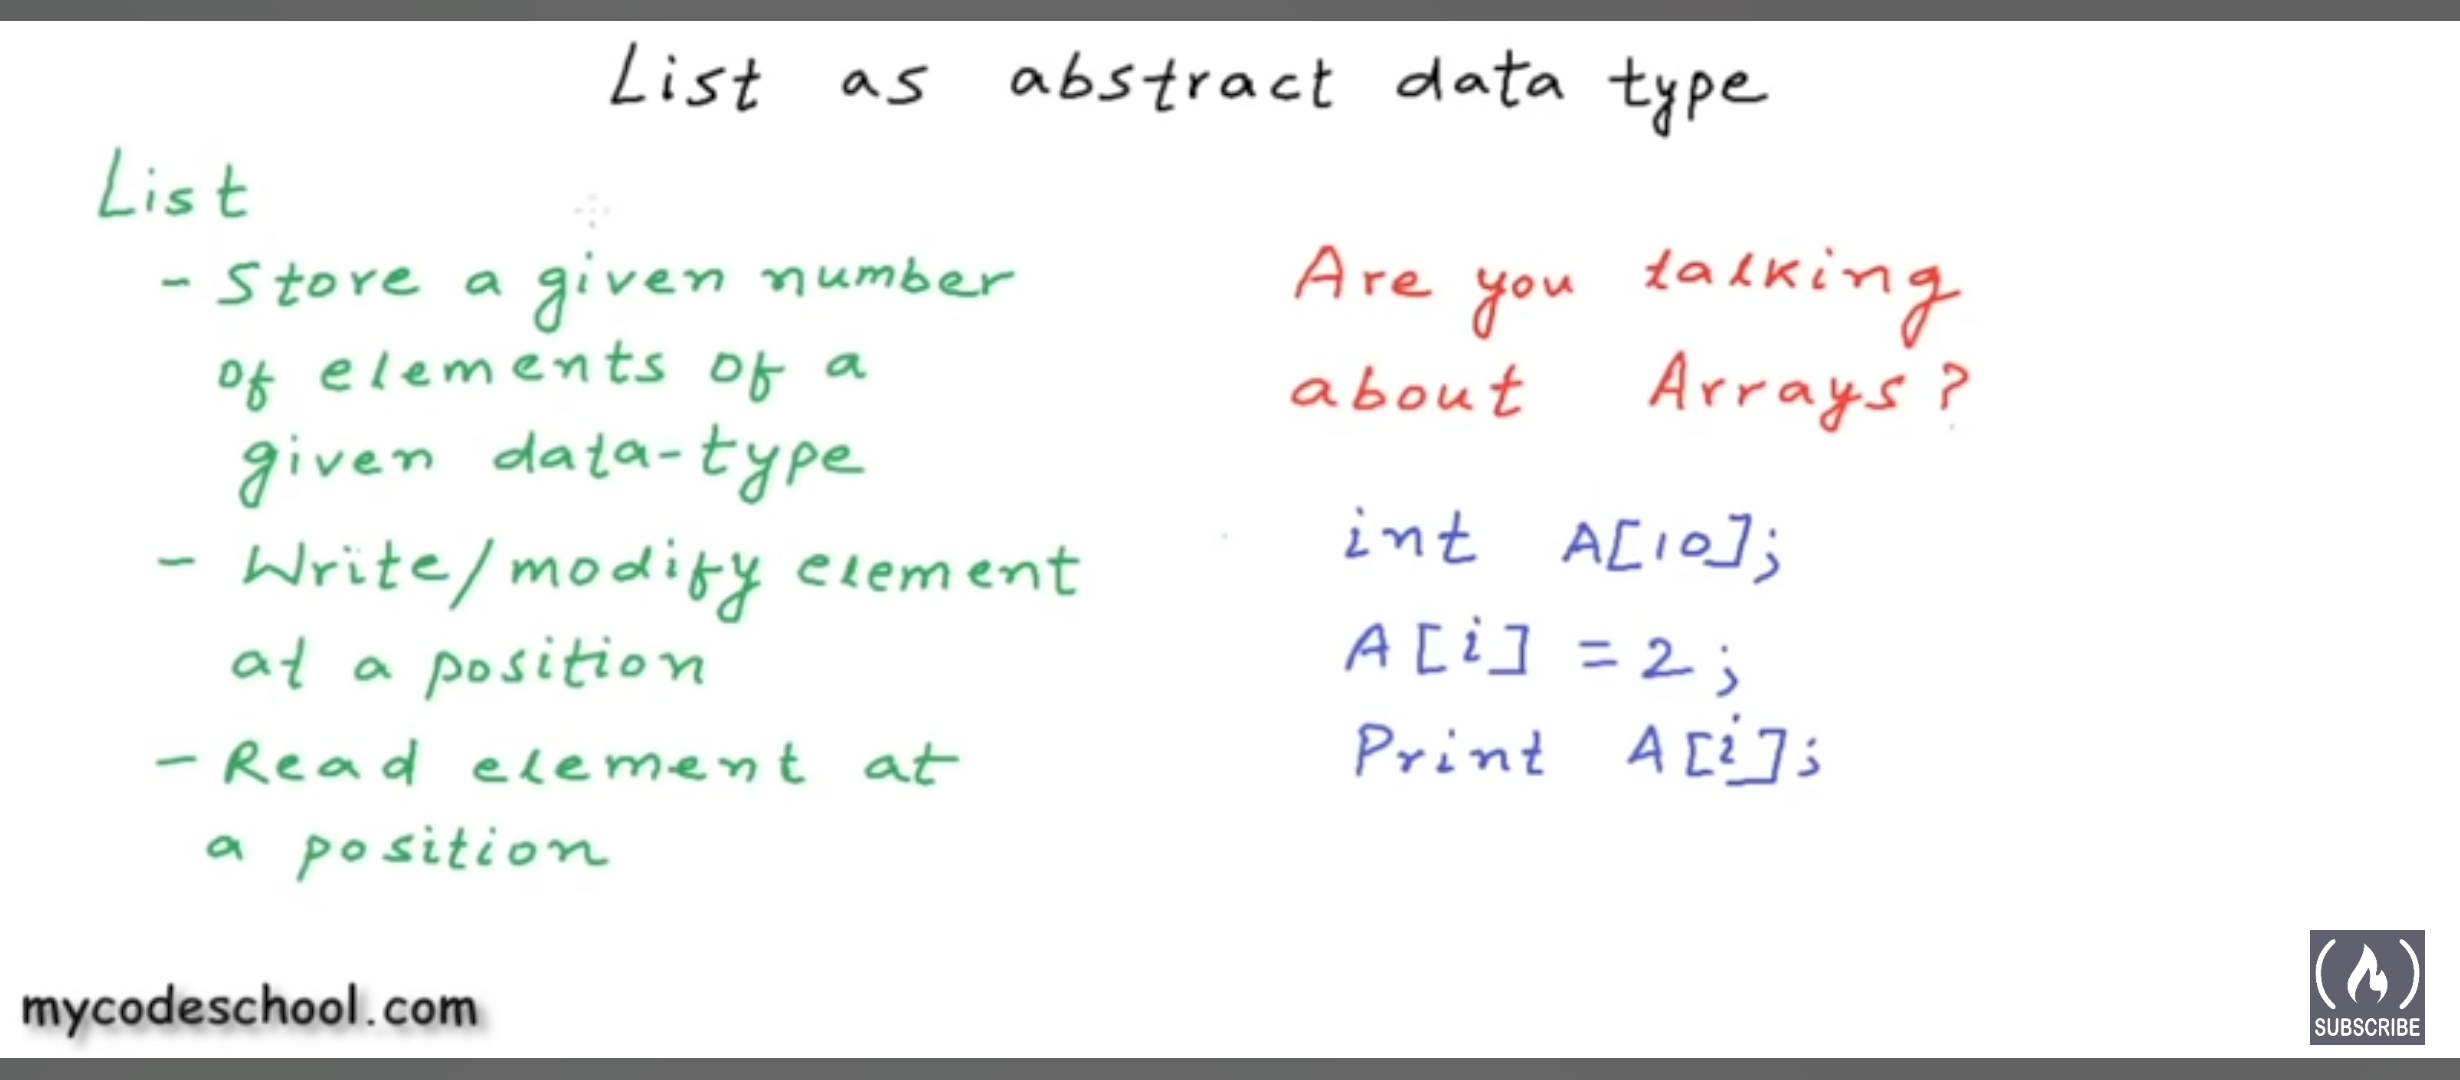 List as abstract data type
List
- Store a given number
of elements of a
given data-type
- Write/modify element
at a position
- Read element at
a position
Are you talking
about Arrays?
int A[10];
A[i] = 2;
Print A[i];
mycodeschool.com
SUBSCRIBE